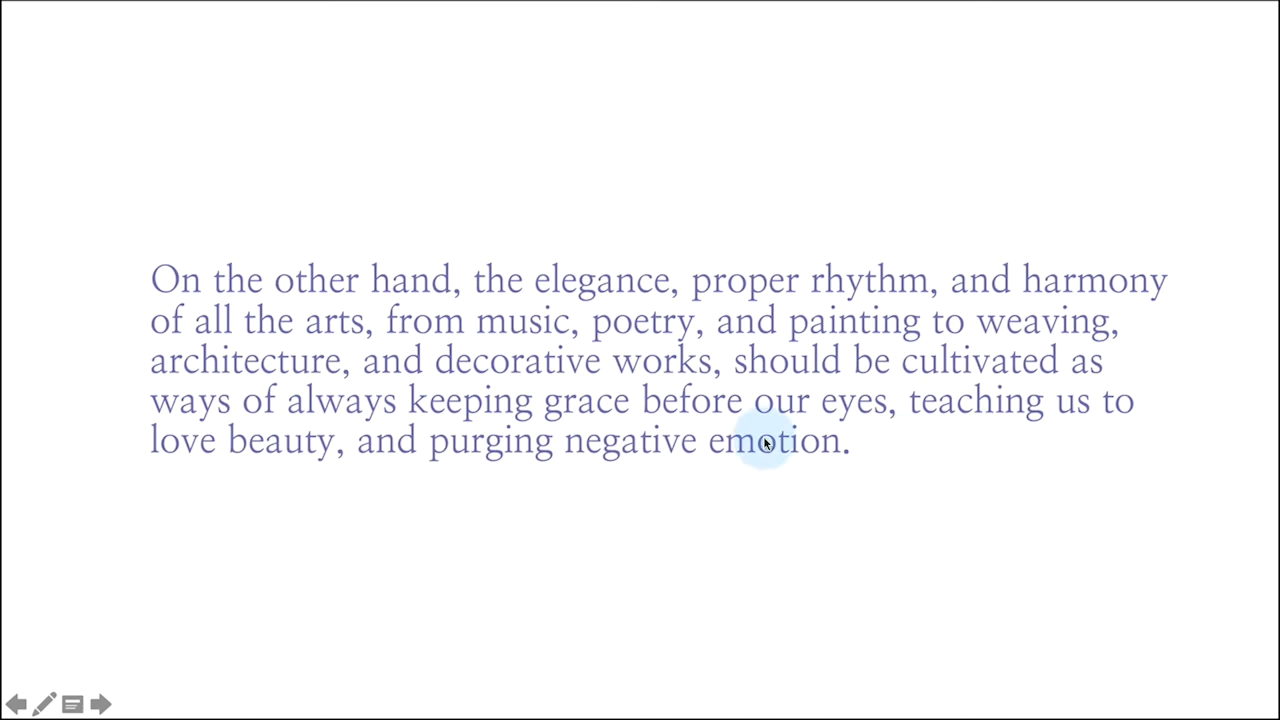 On the other hand, the elegance, proper rhythm, and harmony
of all the arts, from music, poetry, and painting to weaving,
architecture, and decorative works, should be cultivated as
ways of always keeping grace before our eyes, teaching us to
love beauty, and purging negative emotion.